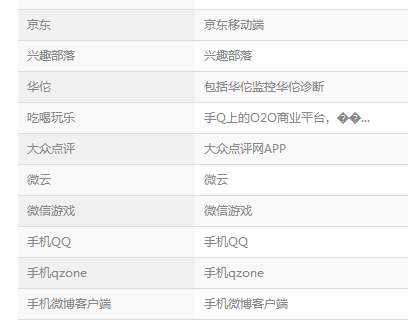 京东 京东移动端
兴趣部落 兴趣部落
华佗 包括华佗监控华佗诊断
吃喝玩乐 手Q上的O2O商业平台，��...
大众点评 大众点评网APP
微云 微云
微信游戏 微信游戏
手机QQ 手机QQ
手机qzone 手机qzone
手机微博客户端 手机微博客户端